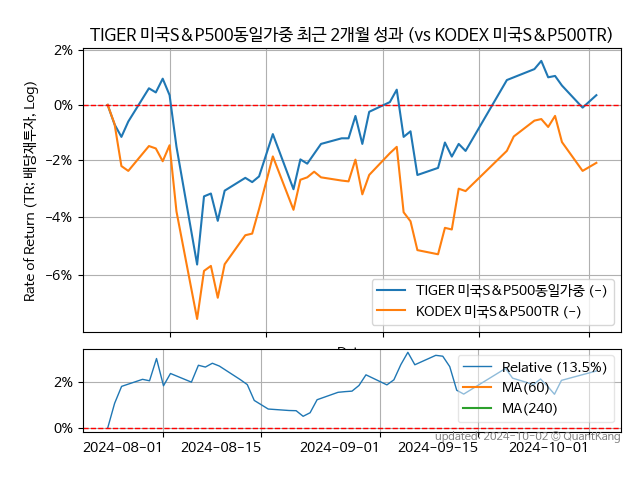 TIGER 미국S&P500동일가중 최근 2개월 성과 (vs KODEX 미국S&P500TR)
Rate of Return (TR: 배당재투자, Log)
2%
0%
−2%
−4%
−6%
TIGER 미국S&P500동일가중 (-)
KODEX 미국S&P500TR (-)
2%
0%
Relative (13.5%)
MA(60)
MA(240)
updated: 2024-10-02 © QuantKang
2024-08-01 2024-08-15 2024-09-01 2024-09-15 2024-10-01